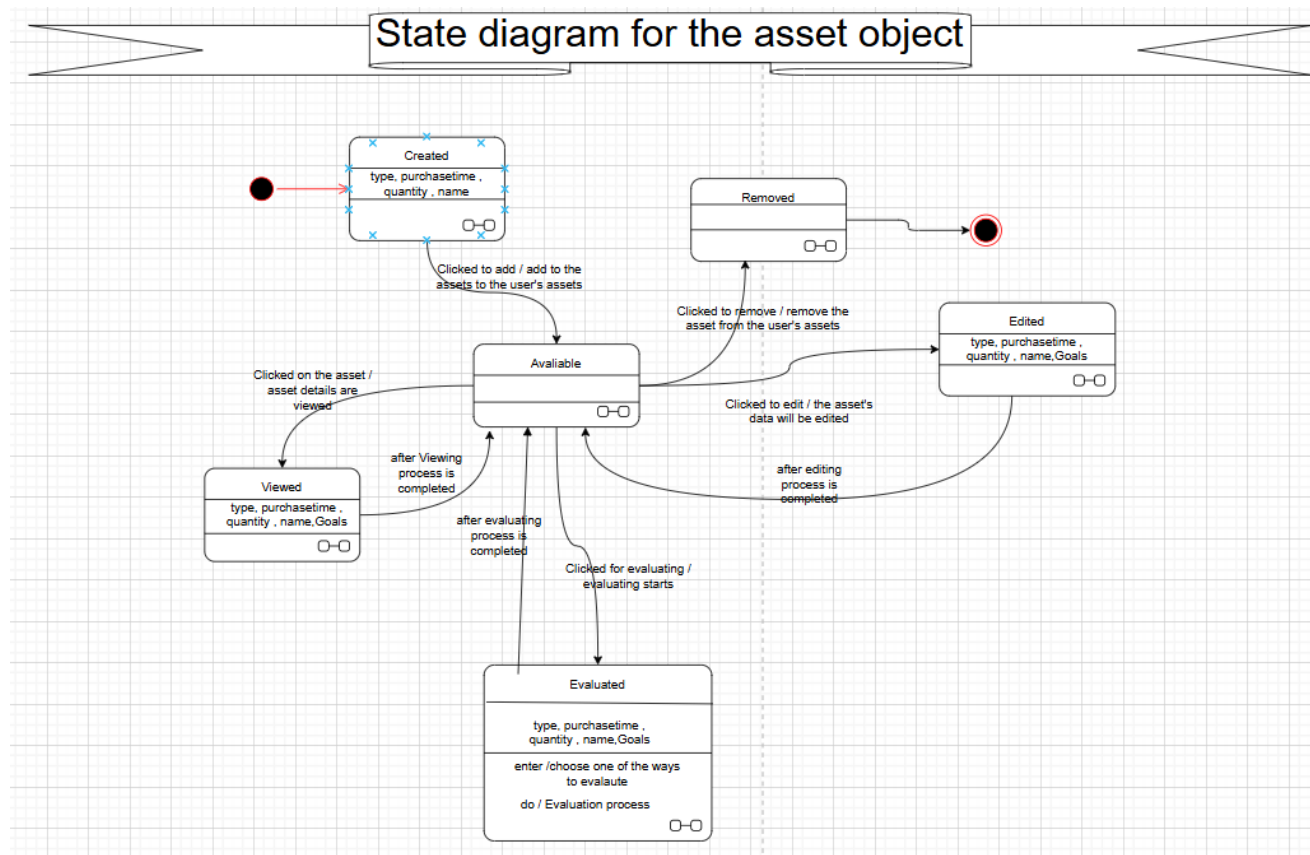 State diagram for the asset object
Created
type, purchasetime ,
quantity , name
Removed
Clicked to add / add to the
assets to the user's assets
Clicked to remove / remove the
asset from the user's assets
Edited
type, purchasetime ,
quantity , name,Goals
Avaliable
Clicked on the asset /
asset details are
viewed
Clicked to edit / the asset's
data will be edited
after Viewing
process is
completed
after editing
process is
completed
Viewed
type, purchasetime ,
quantity , name,Goals
after evaluating
process is
completed
Clicked for evaluating /
evaluating starts
Evaluated
type, purchasetime ,
quantity , name,Goals
enter /choose one of the ways
to evalaute
do / Evaluation process